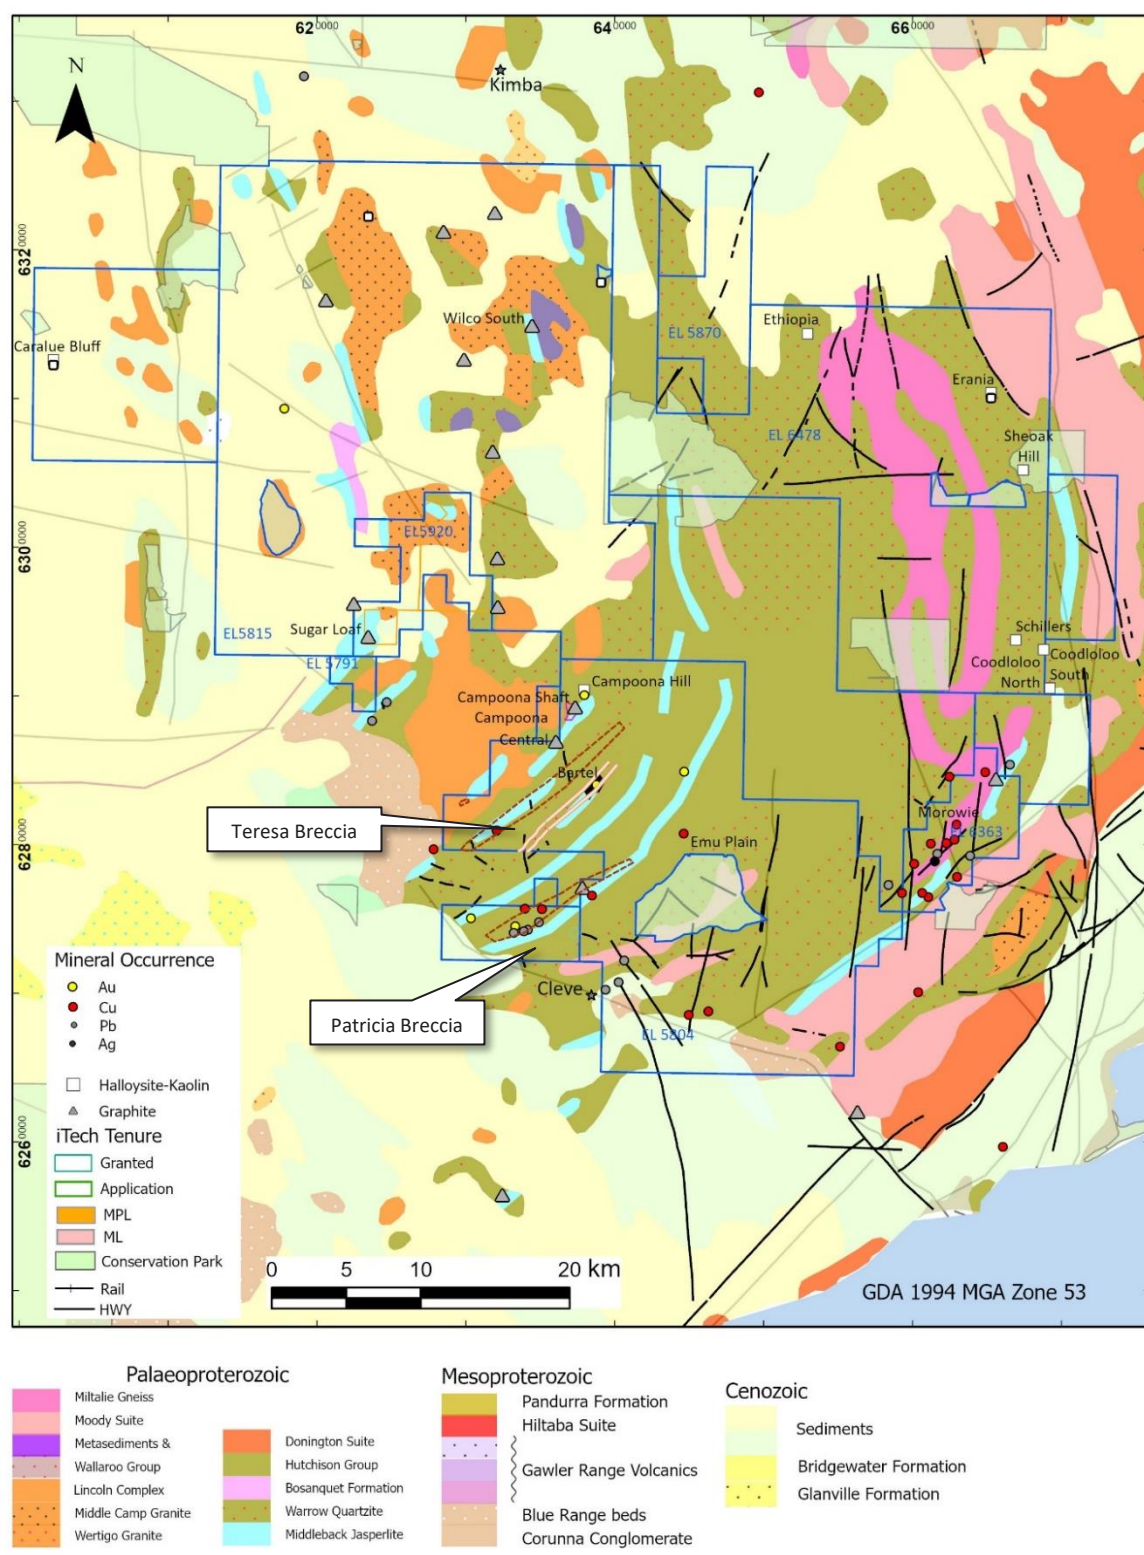 620000
640000
660000
N
Kimba
6320000
Wilco South
EL 5870
Ethiopia
Caralue Bluff
Erania
EL 6478
Sheoak
Hill
6300000
EL5920
EL5815
Sugar Loaf
EL 5791
Schillers
Coodloloo
North
Coodloloo
South
Campoona Hill
Campoona Shaft
Campoona
Central
Bartel
Teresa Breccia
6280000
Emu Plain
Morowie
EL 6363
Cleve
Patricia Breccia
EL 5804
6260000
Mineral Occurrence
Au
Cu
Pb
Ag
Halloysite-Kaolin
Graphite
iTech Tenure
Granted
Application
MPL
ML
Conservation Park
Rail
HWY
0 5 10 20 km
GDA 1994 MGA Zone 53
Palaeoproterozoic
Miltalie Gneiss
Moody Suite
Metasediments &
Wallaroo Group
Lincoln Complex
Middle Camp Granite
Wertigo Granite
Donington Suite
Hutchison Group
Bosanquet Formation
Warrow Quartzite
Middleback Jasperlite
Mesoproterozoic
Pandurra Formation
Hiltaba Suite
Gawler Range Volcanics
Blue Range beds
Corunna Conglomerate
Cenozoic
Sediments
Bridgewater Formation
Glanville Formation